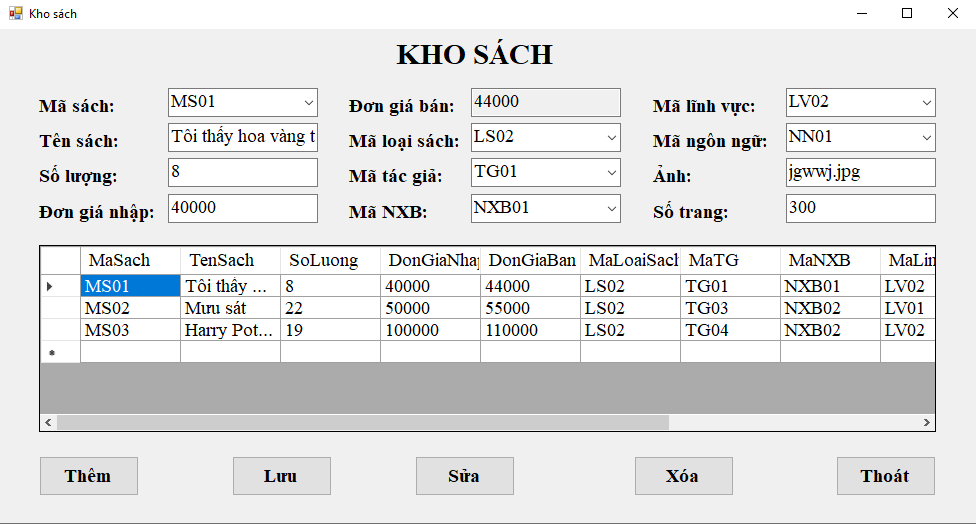 Kho sách
KHO SÁCH
Mã sách: MS01 Đơn giá bán: 44000 Mã lĩnh vực: LV02
Tên sách: Tôi thấy hoa vàng t Mã loại sách: LS02 Mã ngôn ngữ: NN01
Số lượng: 8 Mã tác giả: TG01 Ảnh: jgwwj.jpg
Đơn giá nhập: 40000 Mã NXB: NXB01 Số trang: 300
MaSach TenSach SoLuong DonGiaNhap DonGiaBan MaLoaiSach MaTG MaNXB MaLin
MS01 Tôi thấy ... 8 40000 44000 LS02 TG01 NXB01 LV02
MS02 Mưu sát 22 50000 55000 LS02 TG03 NXB02 LV01
MS03 Harry Pot... 19 100000 110000 LS02 TG04 NXB02 LV02
Thêm Lưu Sửa Xóa Thoát